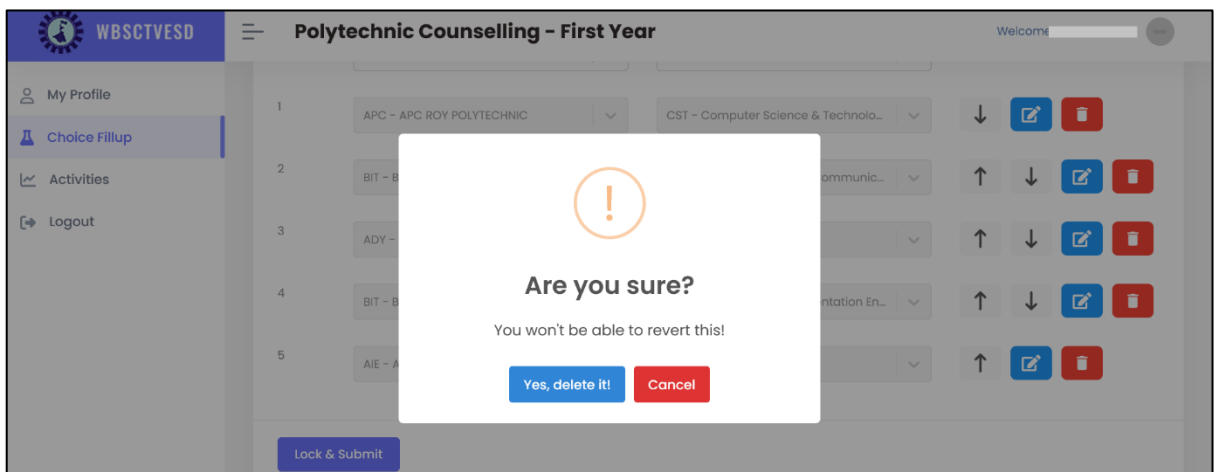 WBSCTVESD
Polytechnic Counselling - First Year
Welcome
My Profile
Choice Fillup
Activities
Logout
1
APC - APC ROY POLYTECHNIC
CST - Computer Science & Technolo...
2
BIT - B
ommunic...
3
ADY -
4
BIT - B
ntation En...
5
AIE - A
!
Are you sure?
You won't be able to revert this!
Yes, delete it!
Cancel
Lock & Submit